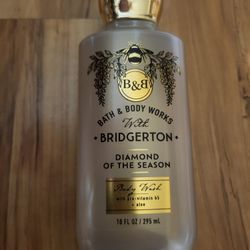 B&B
BATH & BODY WORKS
With
• BRIDGERTON •
DIAMOND
OF THE SEASON
Body Wash
with pro-vitamin b5
+ aloe
10 FL OZ / 295 mL